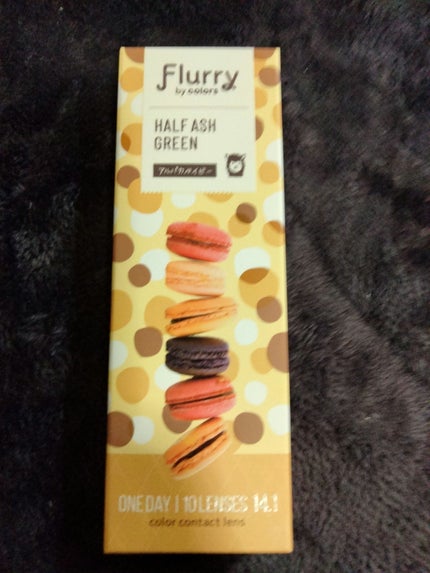 Flurry
by colors
HALF ASH
GREEN
ONE DAY | 10 LENSES 14.1
color contact lens